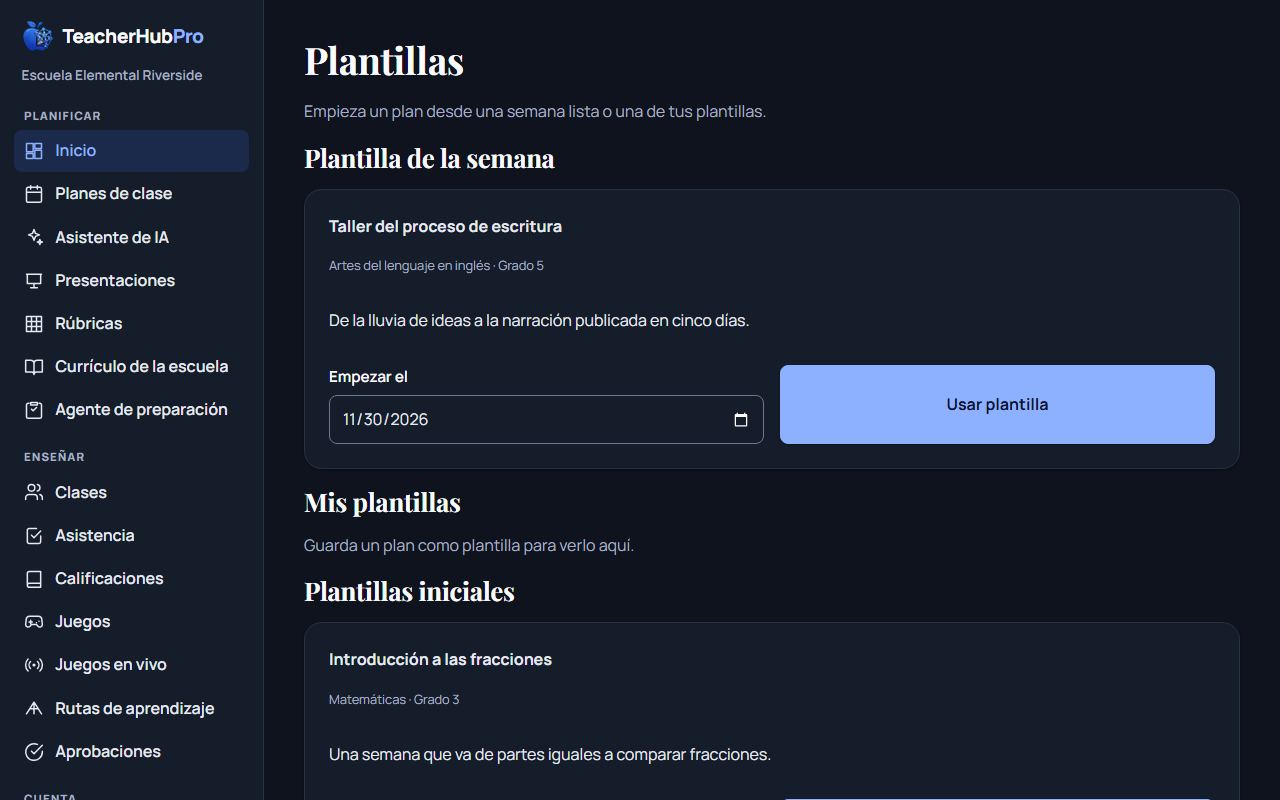 TeacherHubPro
Escuela Elemental Riverside
PLANIFICAR
Inicio
Planes de clase
Asistente de IA
Presentaciones
Rúbricas
Currículo de la escuela
Agente de preparación
ENSEÑAR
Clases
Asistencia
Calificaciones
Juegos
Juegos en vivo
Rutas de aprendizaje
Aprobaciones
CUENTA
Plantillas
Empieza un plan desde una semana lista o una de tus plantillas.
Plantilla de la semana
Taller del proceso de escritura
Artes del lenguaje en inglés · Grado 5
De la lluvia de ideas a la narración publicada en cinco días.
Empezar el
11/30/2026
Usar plantilla
Mis plantillas
Guarda un plan como plantilla para verlo aquí.
Plantillas iniciales
Introducción a las fracciones
Matemáticas · Grado 3
Una semana que va de partes iguales a comparar fracciones.